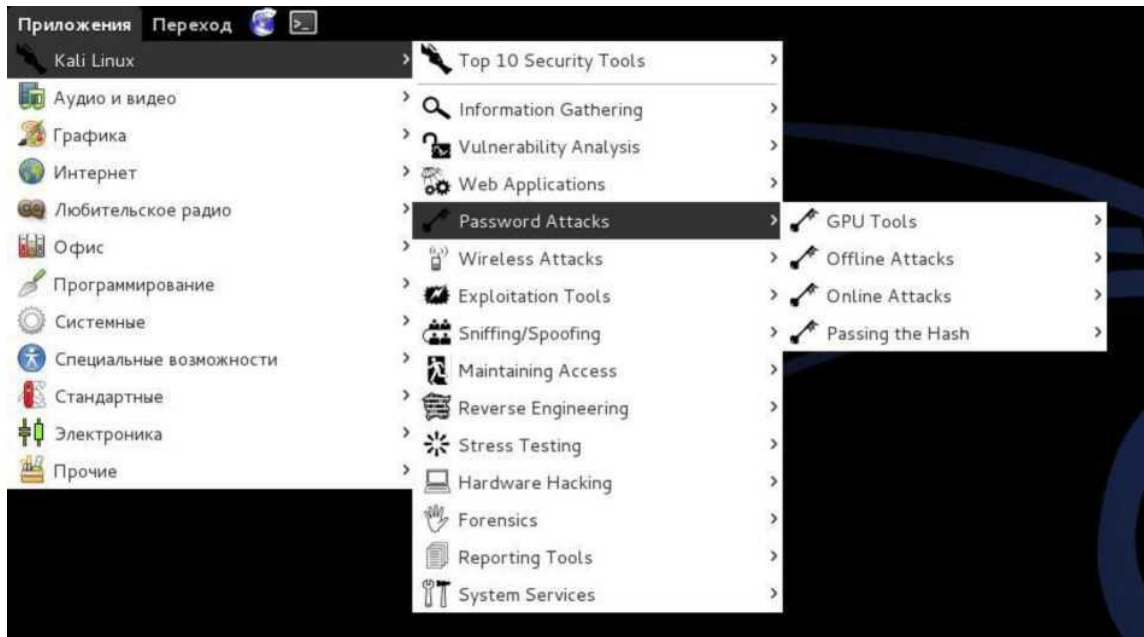 Приложения Переход
Kali Linux
Аудио и видео
Графика
Интернет
Любительское радио
Офис
Программирование
Системные
Специальные возможности
Стандартные
Электроника
Прочие
Top 10 Security Tools
Information Gathering
Vulnerability Analysis
Web Applications
Password Attacks
Wireless Attacks
Exploitation Tools
Sniffing/Spoofing
Maintaining Access
Reverse Engineering
Stress Testing
Hardware Hacking
Forensics
Reporting Tools
System Services
GPU Tools
Offline Attacks
Online Attacks
Passing the Hash